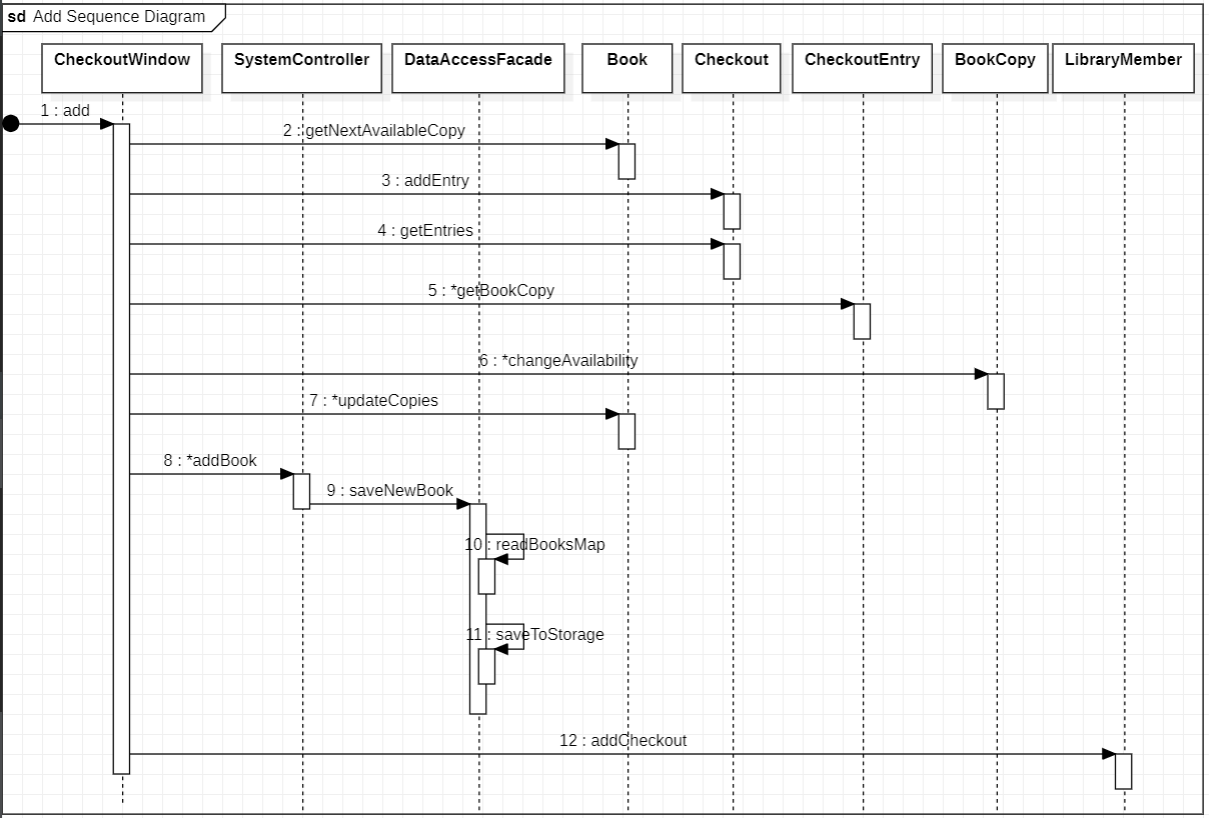 sd Add Sequence Diagram
CheckoutWindow
SystemController
DataAccessFacade
Book
Checkout
CheckoutEntry
BookCopy
LibraryMember
1 : add
2 : getNextAvailableCopy
3 : addEntry
4 : getEntries
5 : *getBookCopy
6 : *changeAvailability
7 : *updateCopies
8 : *addBook
9 : saveNewBook
10 : readBooksMap
11 : saveToStorage
12 : addCheckout